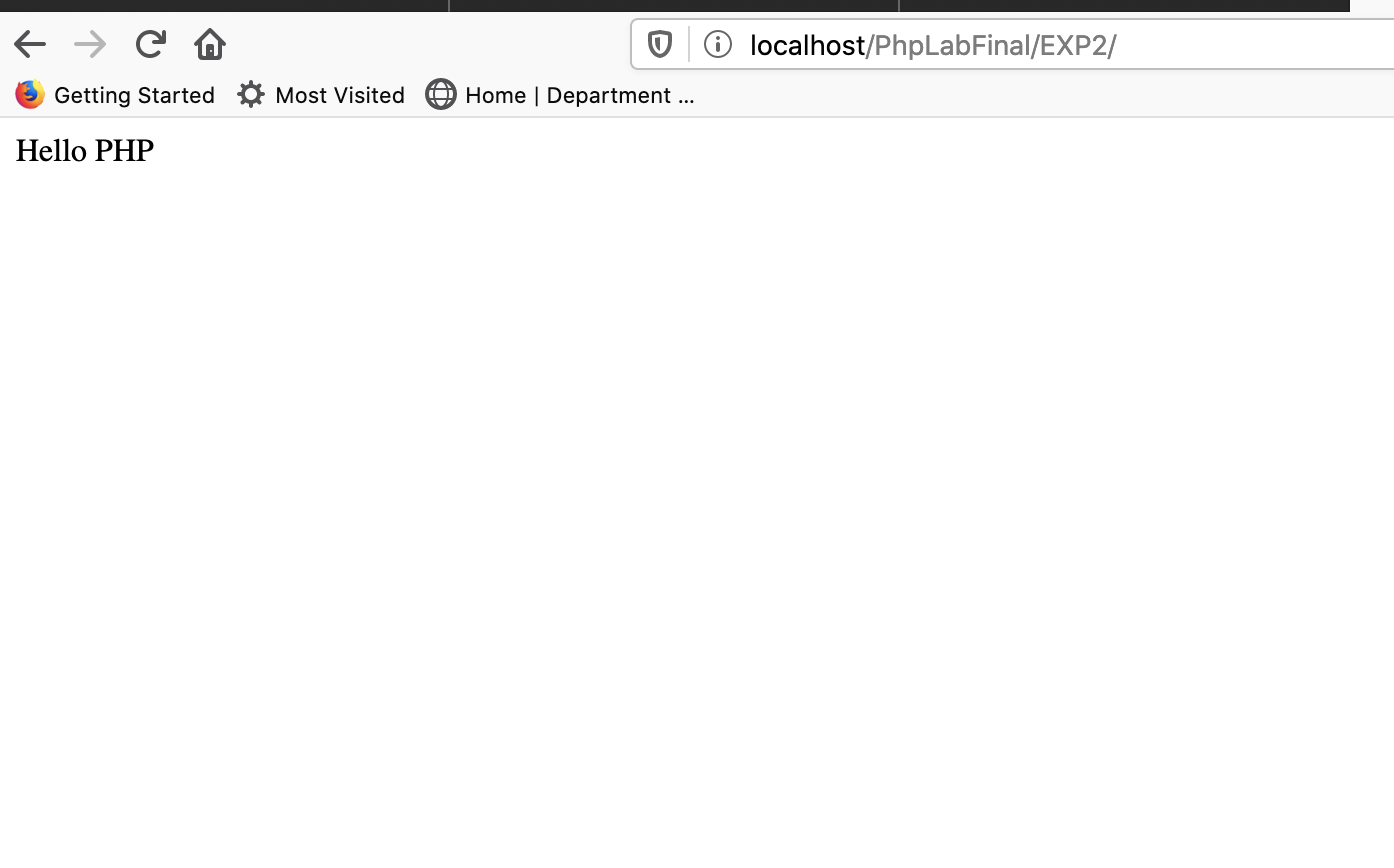 localhost/PhpLabFinal/EXP2/
Getting Started Most Visited Home | Department ...
Hello PHP